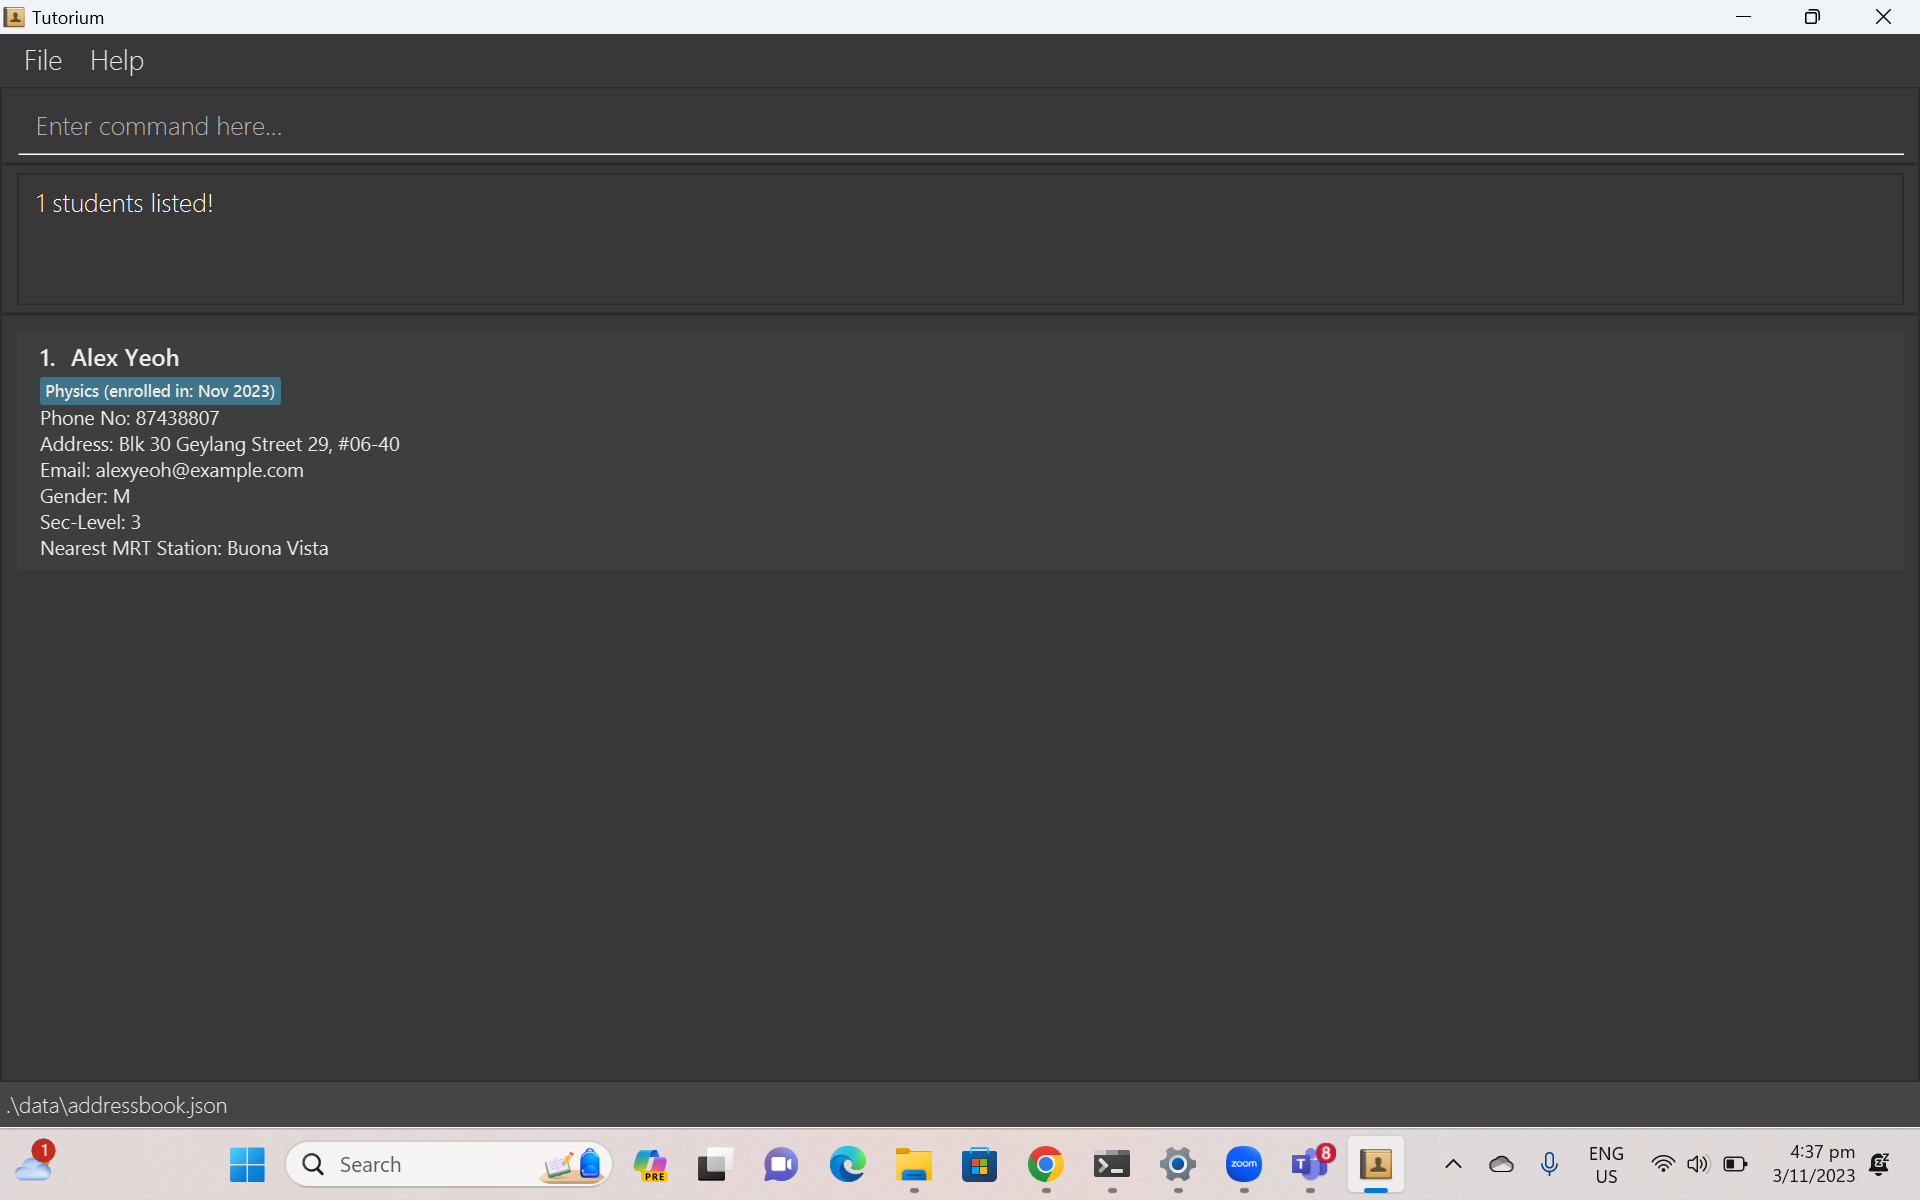 Tutorium
File Help
Enter command here...
1 students listed!
1. Alex Yeoh
Physics (enrolled in: Nov 2023)
Phone No: 87438807
Address: Blk 30 Geylang Street 29, #06-40
Email: alexyeoh@example.com
Gender: M
Sec-Level: 3
Nearest MRT Station: Buona Vista
.\data\addressbook.json
1
Search
PRE
zoom
T
8
ENG
US
4:37 pm
3/11/2023